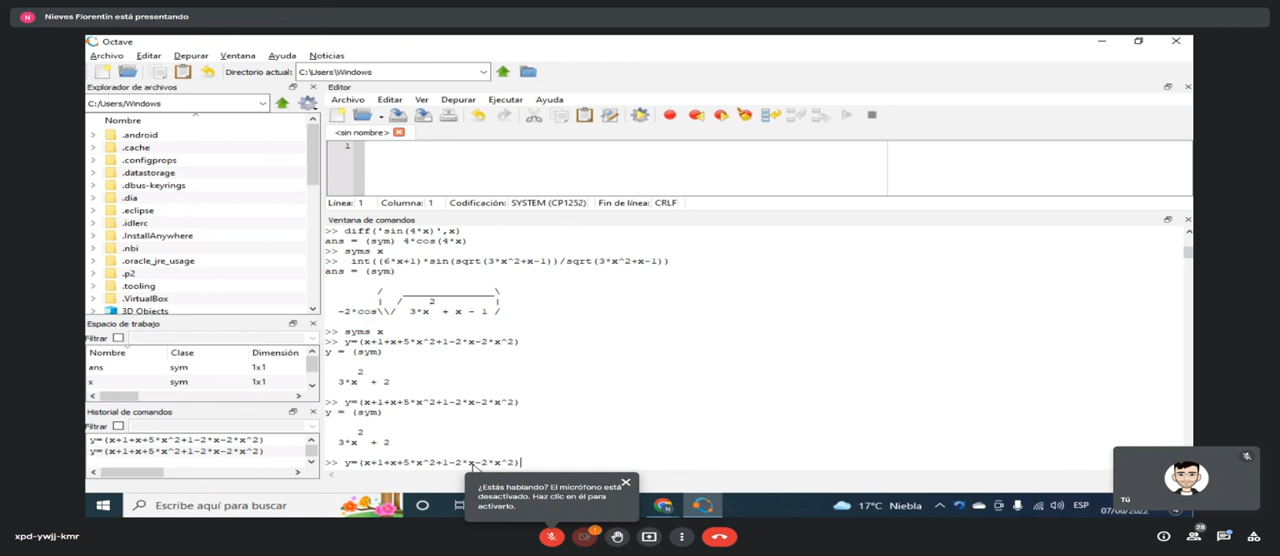 Nieves Florentín está presentando
Octave
Archivo Editar Depurar Ventana Ayuda Noticias
Directorio actual: C:\Users\Windows
Explorador de archivos
C:/Users/Windows
Nombre
.android
.cache
.configprops
.datastorage
.dbus-keyrings
.dia
.eclipse
.idlerc
.InstallAnywhere
.nbi
.oracle_jre_usage
.p2
.tooling
.VirtualBox
3D Objects
Espacio de trabajo
Filtrar
Nombre Clase Dimensión
ans sym 1x1
x sym 1x1
Historial de comandos
Filtrar
y=(x+1+x+5*x^2+1-2*x-2*x^2)
y=(x+1+x+5*x^2+1-2*x-2*x^2)
Editor
Archivo Editar Ver Depurar Ejecutar Ayuda
<sin nombre>
1
Línea: 1 Columna: 1 Codificación: SYSTEM (CP1252) Fin de línea: CRLF
Ventana de comandos
>> diff('sin(4*x)',x)
ans = (sym) 4*cos(4*x)
>> syms x
>> int((6*x+1)*sin(sqrt(3*x^2+x-1))/sqrt(3*x^2+x-1))
ans = (sym)
/ ______________\
| / 2 |
-2*cos\\/ 3*x + x - 1 /
>> syms x
>> y=(x+1+x+5*x^2+1-2*x-2*x^2)
y = (sym)
2
3*x + 2
>> y=(x+1+x+5*x^2+1-2*x-2*x^2)
y = (sym)
2
3*x + 2
>> y=(x+1+x+5*x^2+1-2*x-2*x^2)
¿Estás hablando? El micrófono está
desactivado. Haz clic en él para
activarlo.
Tú
Escribe aquí para buscar
17°C Niebla ESP
07/06/2022
xpd-ywjj-kmr
28